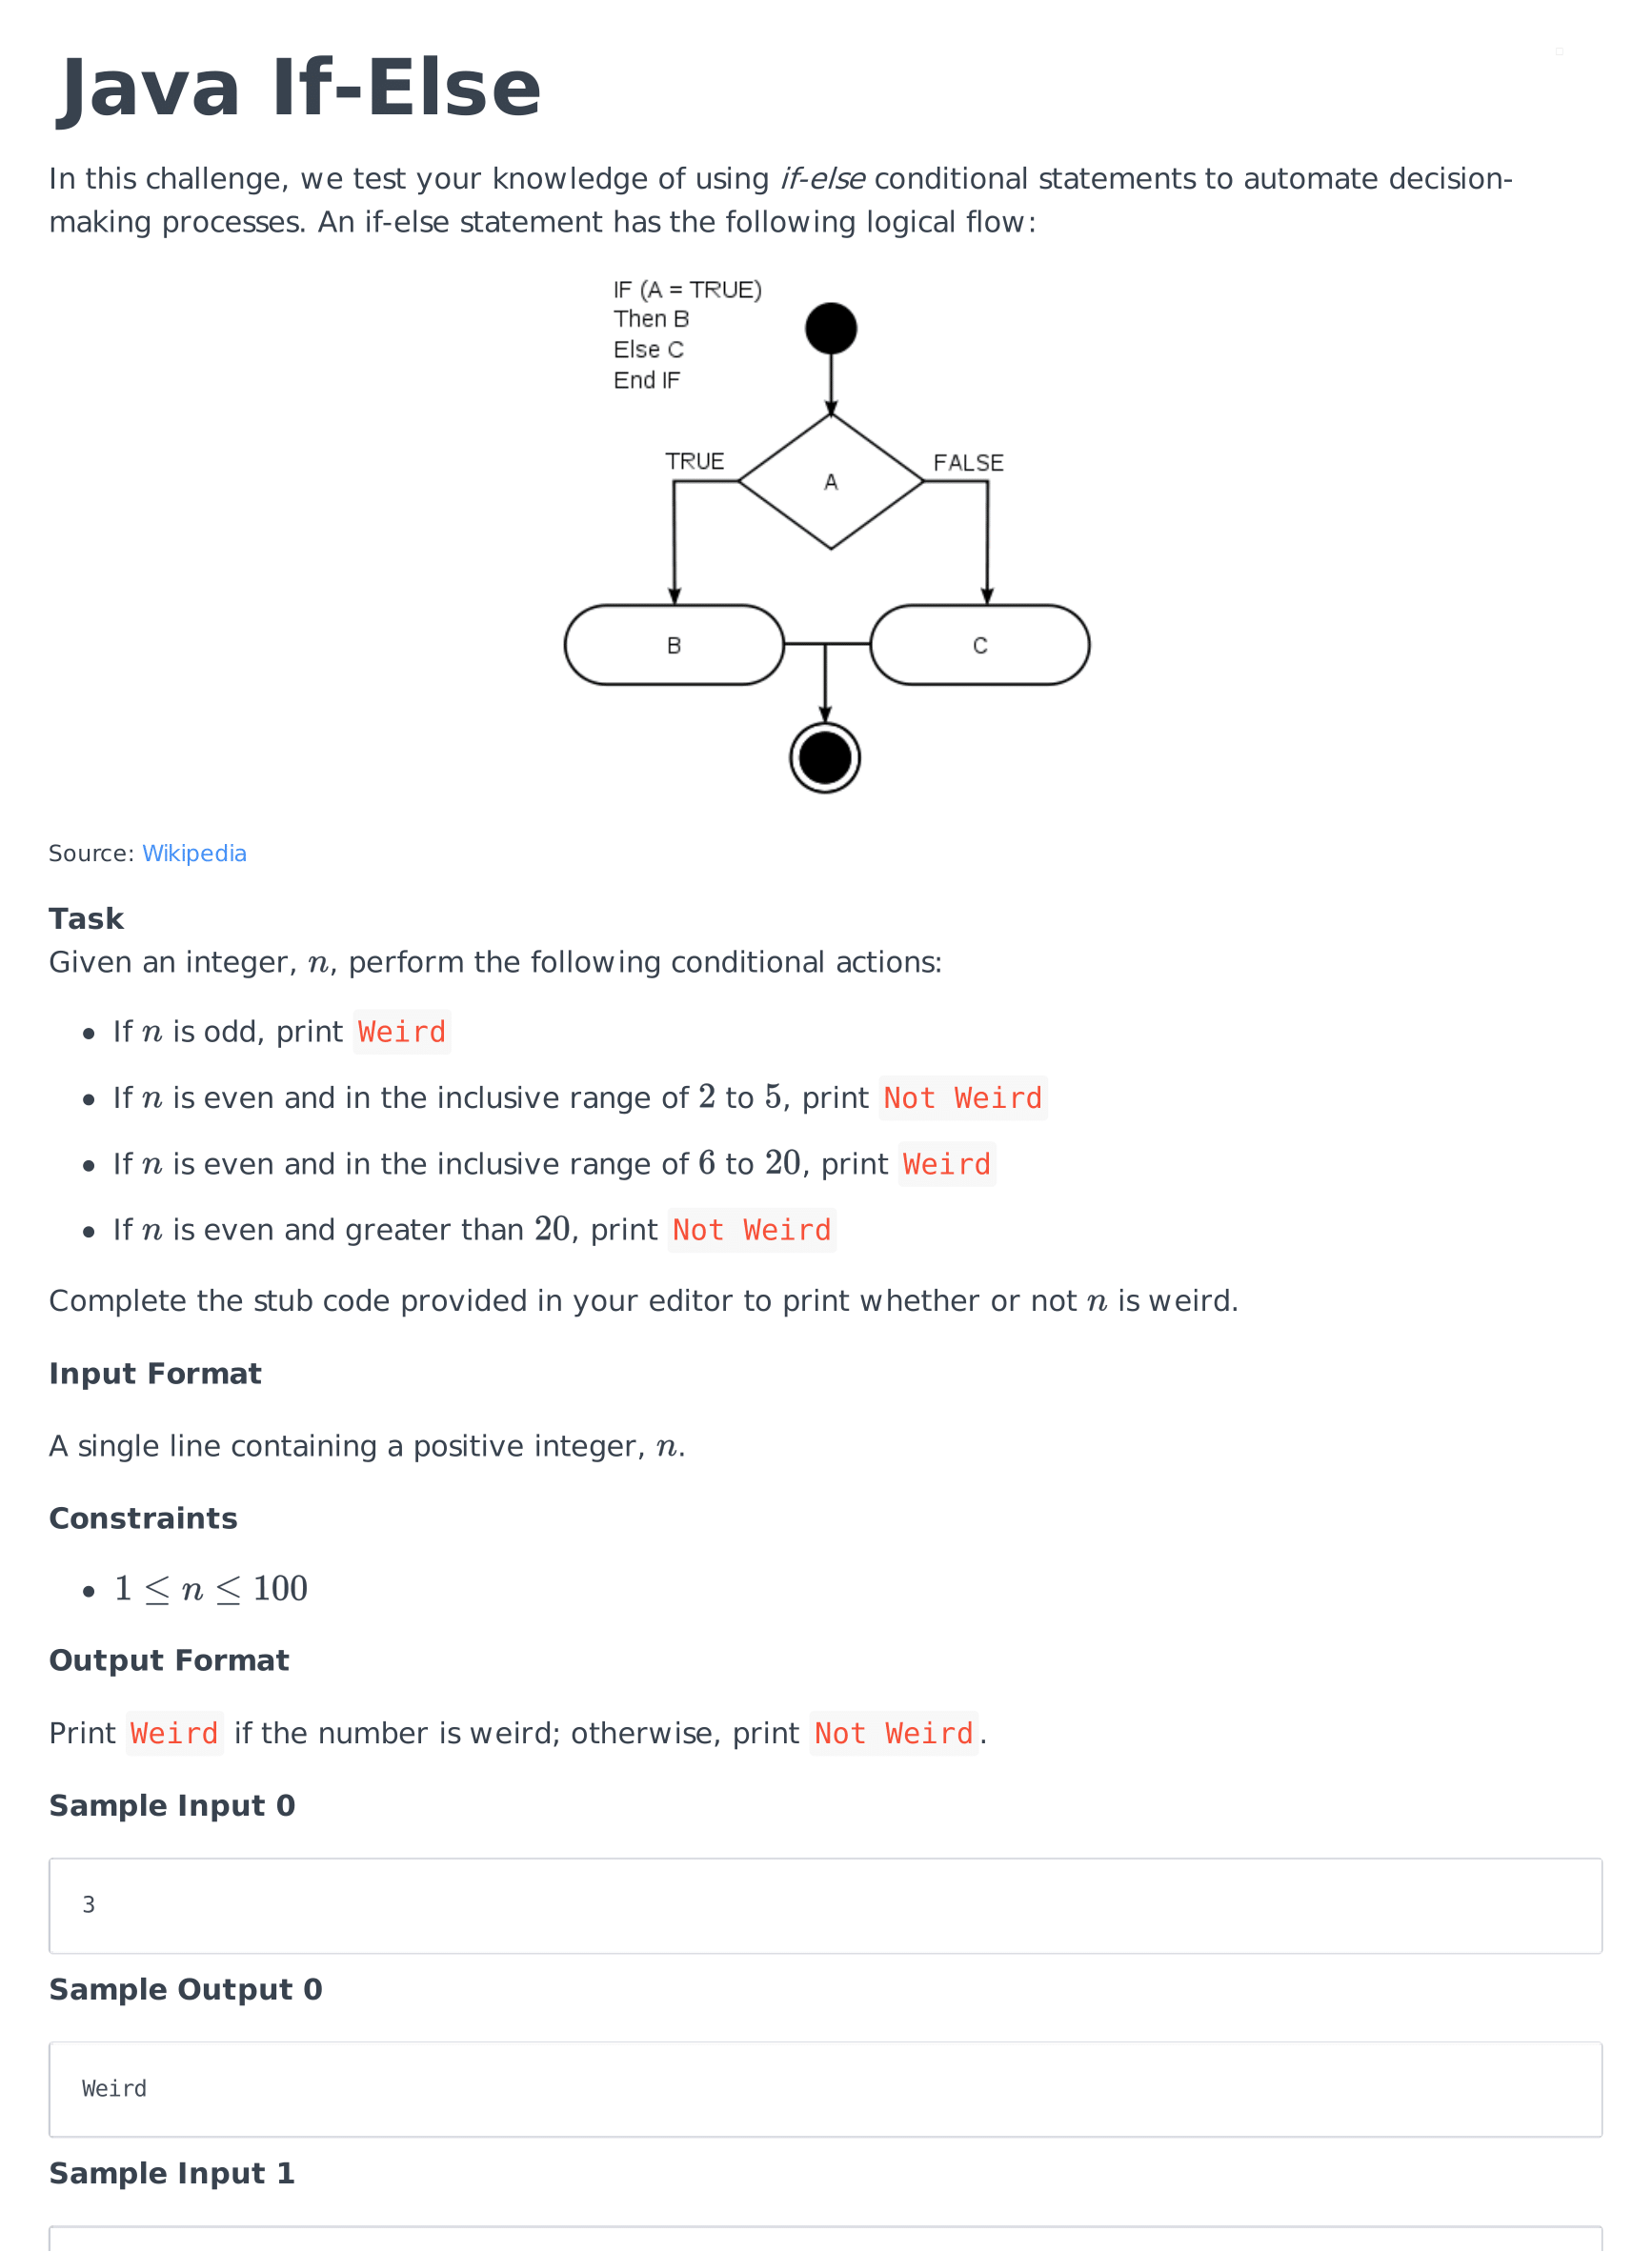 Java If-Else
In this challenge, we test your knowledge of using if-else conditional statements to automate decision-
making processes. An if-else statement has the following logical flow:
IF (A = TRUE)
Then B
Else C
End IF
TRUE
FALSE
A
B
C
Source: Wikipedia
Task
Given an integer, n, perform the following conditional actions:
• If n is odd, print Weird
• If n is even and in the inclusive range of 2 to 5, print Not Weird
• If n is even and in the inclusive range of 6 to 20, print Weird
• If n is even and greater than 20, print Not Weird
Complete the stub code provided in your editor to print whether or not n is weird.
Input Format
A single line containing a positive integer, n.
Constraints
• 1 ≤ n ≤ 100
Output Format
Print Weird if the number is weird; otherwise, print Not Weird.
Sample Input 0
3
Sample Output 0
Weird
Sample Input 1